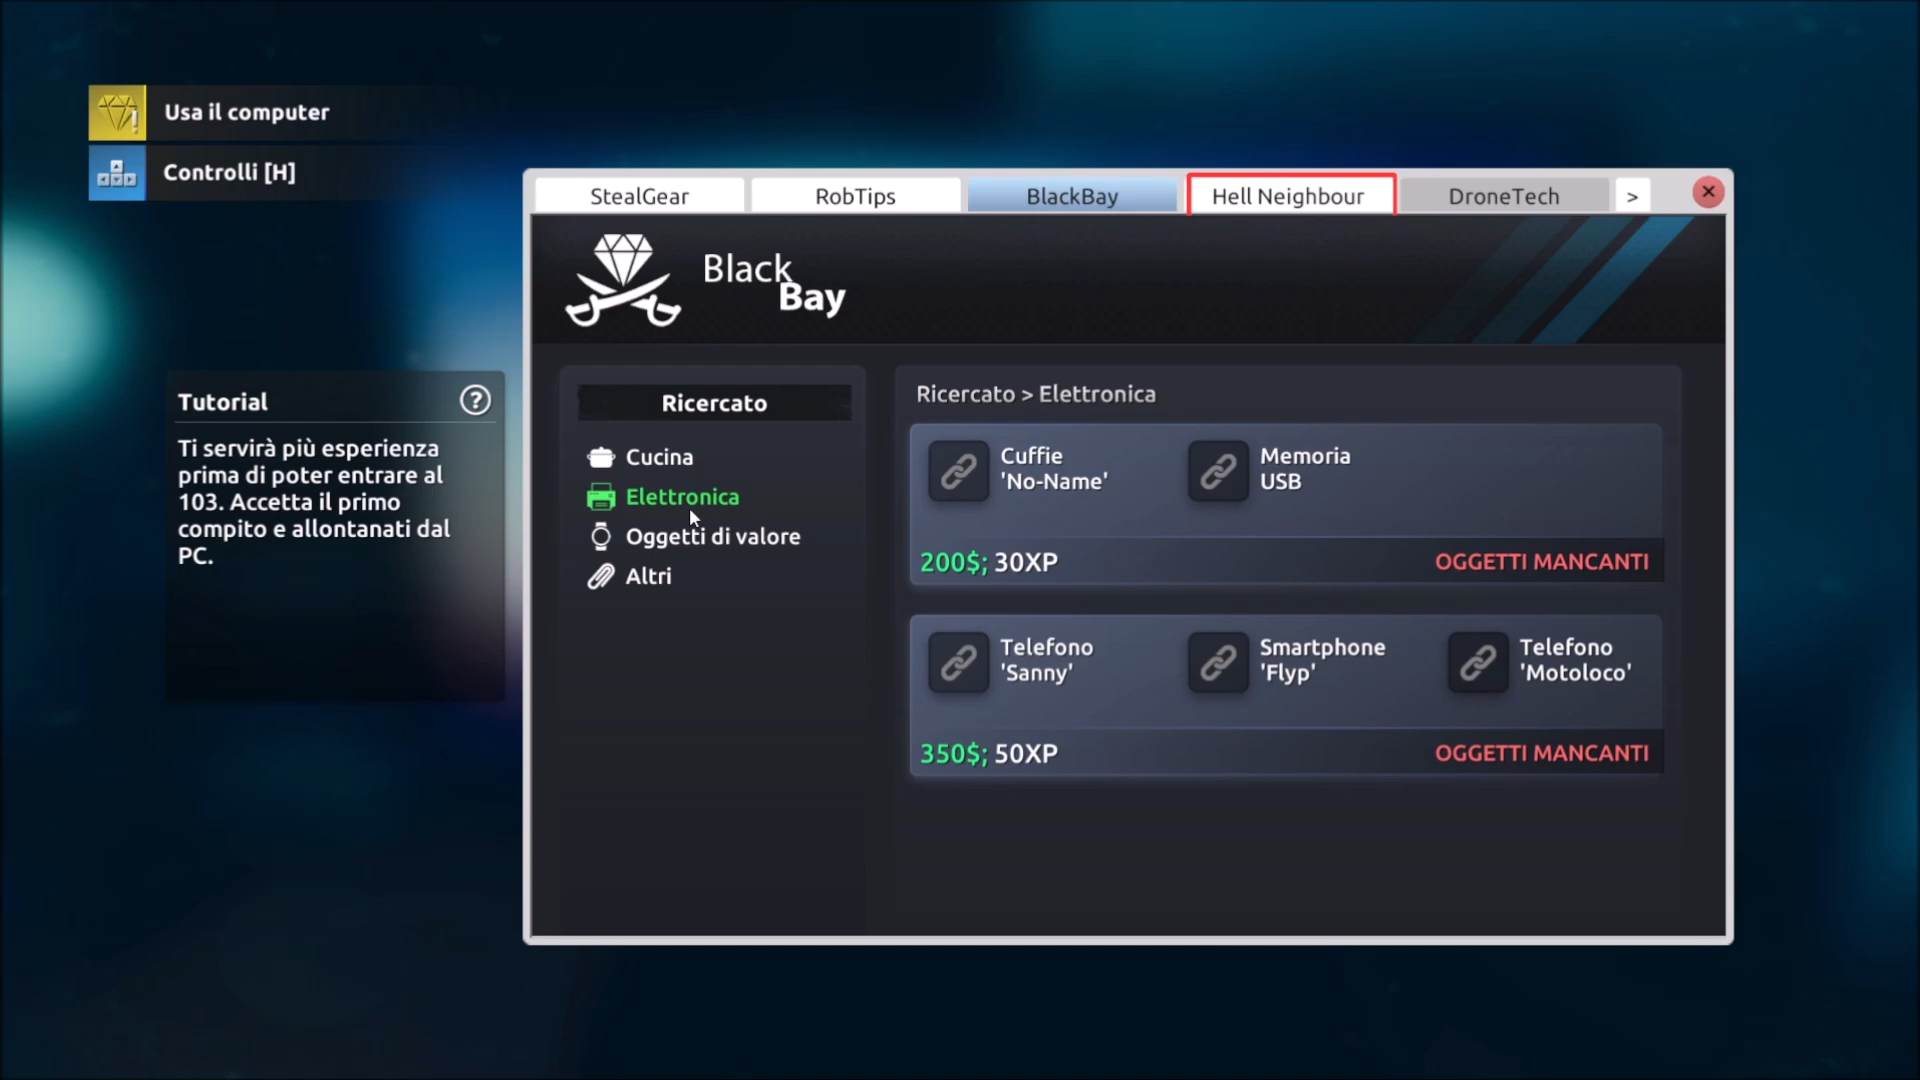 Usa il computer
Controlli [H]
StealGear
RobTips
BlackBay
Hell Neighbour
DroneTech
>
Black
Bay
Tutorial
?
Ti servirà più esperienza
prima di poter entrare al
103. Accetta il primo
compito e allontanati dal
PC.
Ricercato
Cucina
Elettronica
Oggetti di valore
Altri
Ricercato > Elettronica
Cuffie
'No-Name'
Memoria
USB
200$; 30XP
OGGETTI MANCANTI
Telefono
'Sanny'
Smartphone
'Flyp'
Telefono
'Motoloco'
350$; 50XP
OGGETTI MANCANTI